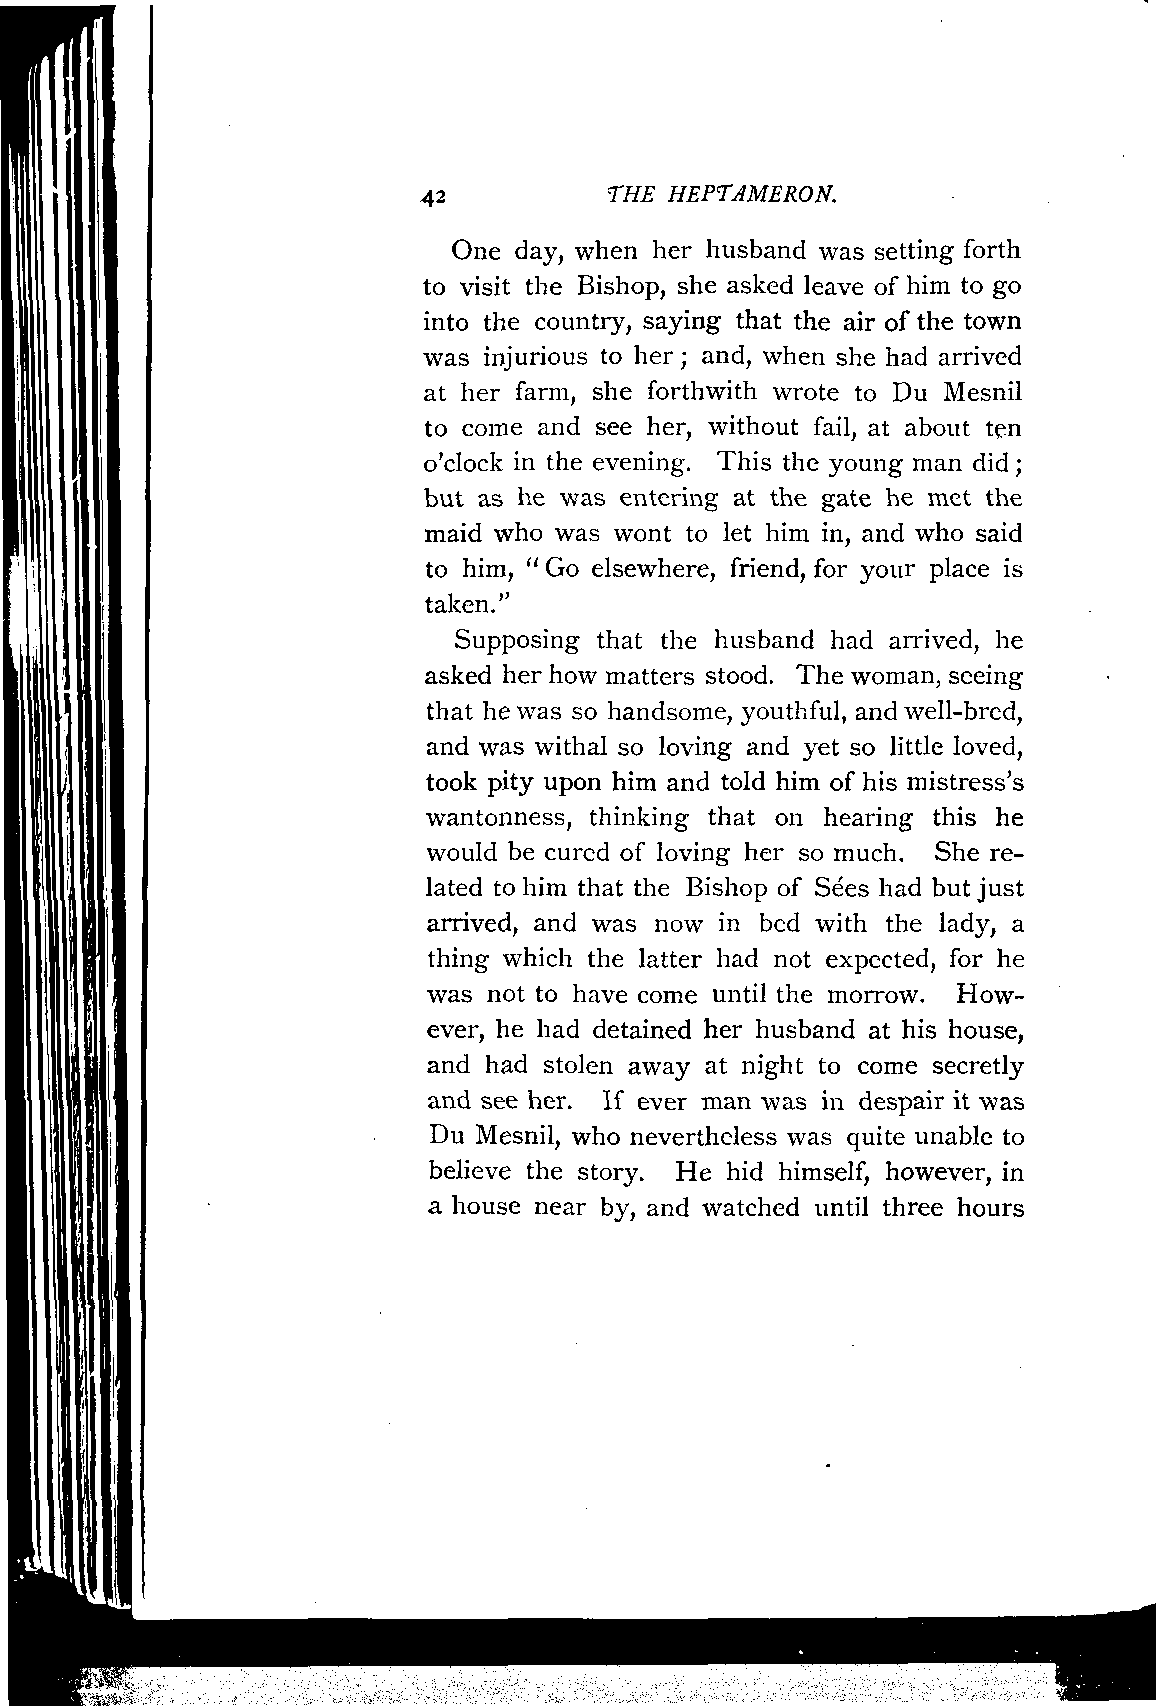 42 THE HEPTAMERON.
One day, when her husband was setting forth
to visit the Bishop, she asked leave of him to go
into the country, saying that the air of the town
was injurious to her ; and, when she had arrived
at her farm, she forthwith wrote to Du Mesnil
to come and see her, without fail, at about ten
o'clock in the evening. This the young man did ;
but as he was entering at the gate he met the
maid who was wont to let him in, and who said
to him, “ Go elsewhere, friend, for your place is
taken.”
Supposing that the husband had arrived, he
asked her how matters stood. The woman, seeing
that he was so handsome, youthful, and well-bred,
and was withal so loving and yet so little loved,
took pity upon him and told him of his mistress's
wantonness, thinking that on hearing this he
would be cured of loving her so much. She re-
lated to him that the Bishop of Sées had but just
arrived, and was now in bed with the lady, a
thing which the latter had not expected, for he
was not to have come until the morrow. How-
ever, he had detained her husband at his house,
and had stolen away at night to come secretly
and see her. If ever man was in despair it was
Du Mesnil, who nevertheless was quite unable to
believe the story. He hid himself, however, in
a house near by, and watched until three hours